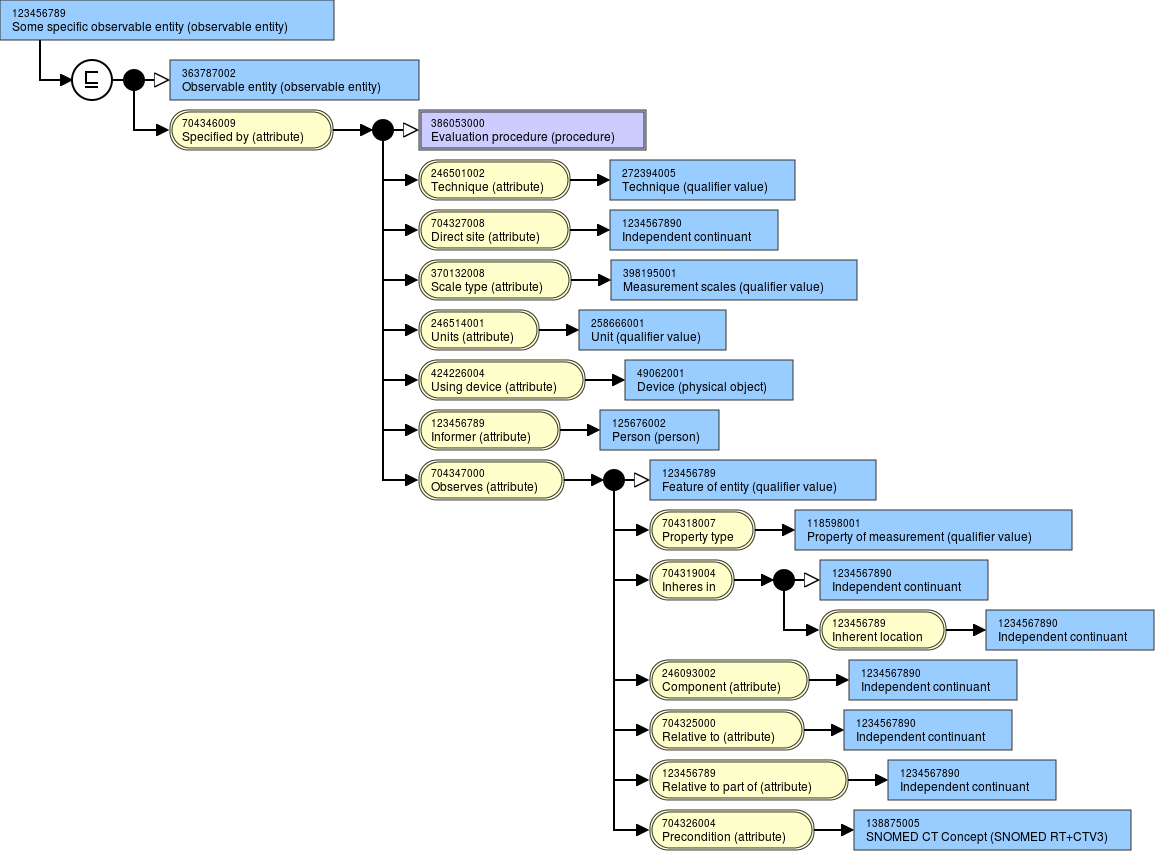 123456789
Some specific observable entity (observable entity)
⊑
363787002
Observable entity (observable entity)
704346009
Specified by (attribute)
386053000
Evaluation procedure (procedure)
246501002
Technique (attribute)
272394005
Technique (qualifier value)
704327008
Direct site (attribute)
1234567890
Independent continuant
370132008
Scale type (attribute)
398195001
Measurement scales (qualifier value)
246514001
Units (attribute)
258666001
Unit (qualifier value)
424226004
Using device (attribute)
49062001
Device (physical object)
123456789
Informer (attribute)
125676002
Person (person)
704347000
Observes (attribute)
123456789
Feature of entity (qualifier value)
704318007
Property type
118598001
Property of measurement (qualifier value)
704319004
Inheres in
1234567890
Independent continuant
123456789
Inherent location
1234567890
Independent continuant
246093002
Component (attribute)
1234567890
Independent continuant
704325000
Relative to (attribute)
1234567890
Independent continuant
123456789
Relative to part of (attribute)
1234567890
Independent continuant
704326004
Precondition (attribute)
138875005
SNOMED CT Concept (SNOMED RT+CTV3)